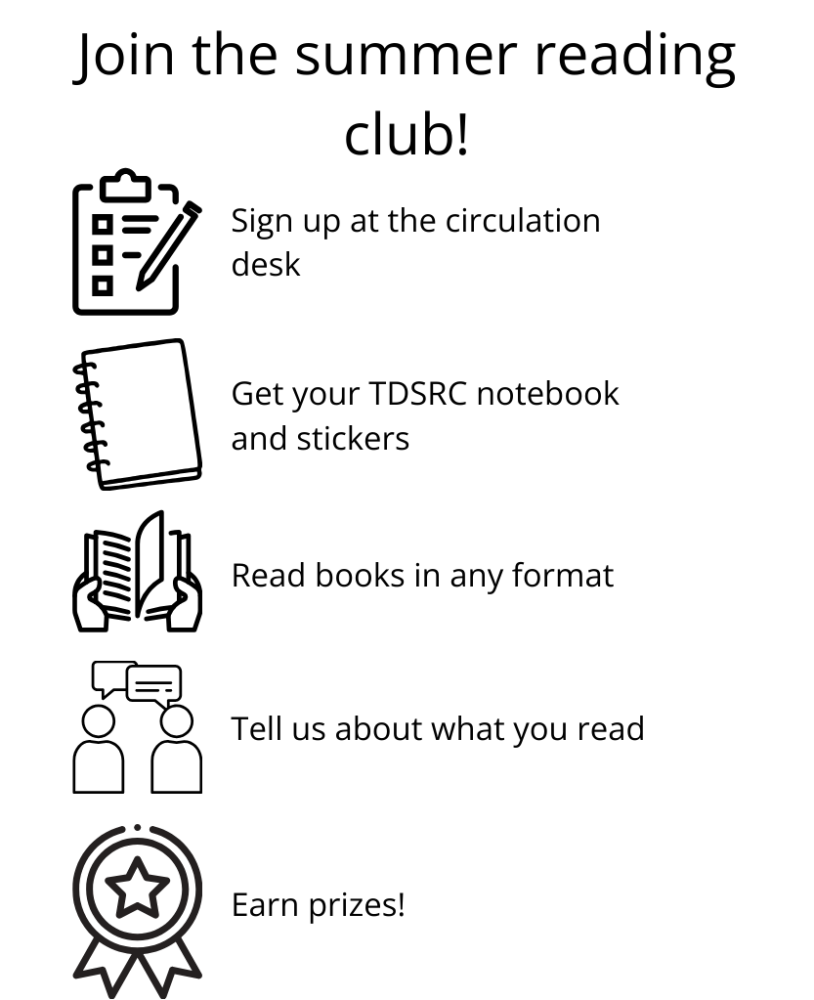 Join the summer reading
club!
Sign up at the circulation
desk
Get your TDSRC notebook
and stickers
Read books in any format
Tell us about what you read
Earn prizes!